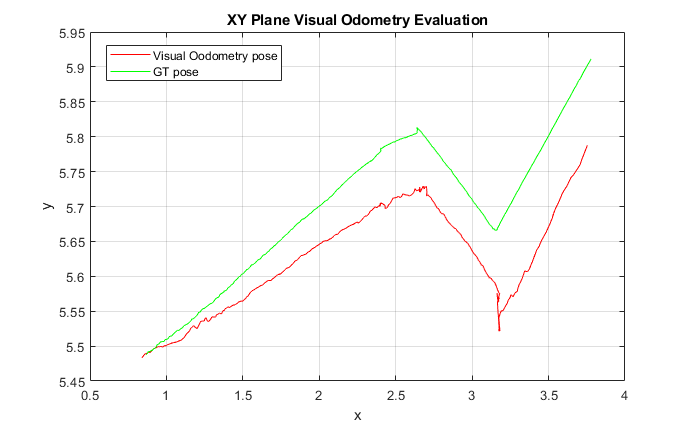 XY Plane Visual Odometry Evaluation
Visual Oodometry pose
GT pose
5.95
5.9
5.85
5.8
5.75
5.7
5.65
5.6
5.55
5.5
5.45
y
0.5 1 1.5 2 2.5 3 3.5 4
x